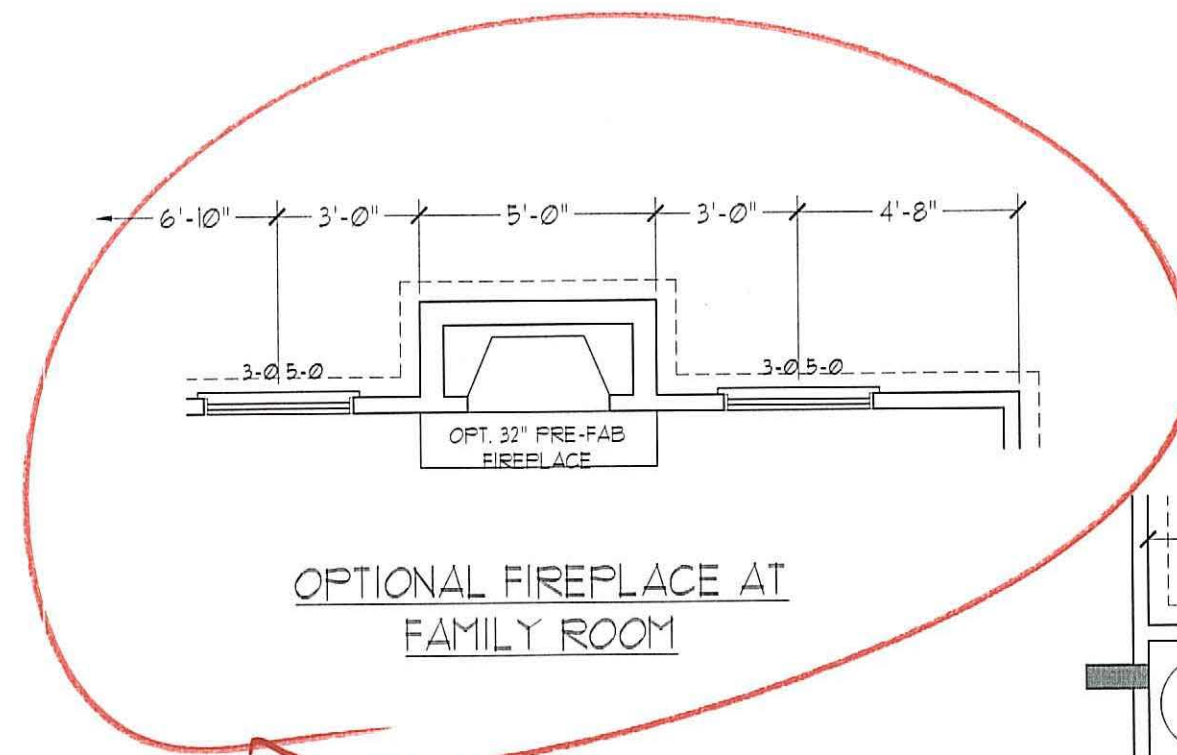 6'-10" 3'-0" 5'-0" 3'-0" 4'-8"
3-0 5-0 3-0 5-0
OPT. 32" PRE-FAB
FIREPLACE
OPTIONAL FIREPLACE AT
FAMILY ROOM